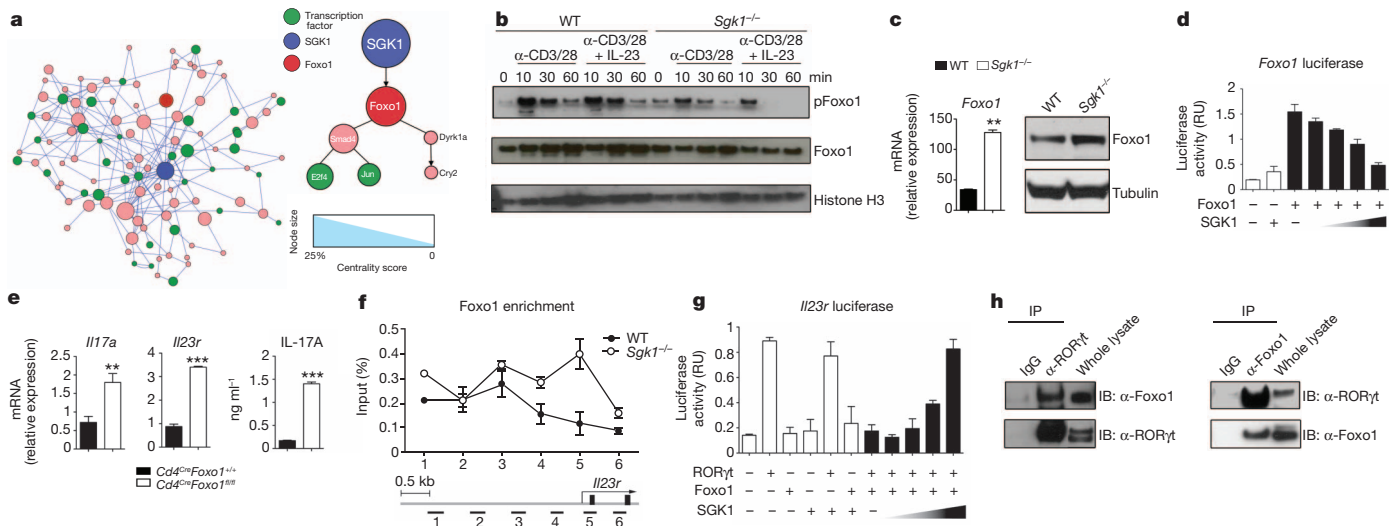 a
Transcription
factor
SGK1
Foxo1
SGK1
Foxo1
Smad4
Dyrk1a
E2f4
Jun
Cry2
Node size
25%
0
Centrality score
b
WT
Sgk1–/–
α-CD3/28
α-CD3/28
+ IL-23
α-CD3/28
α-CD3/28
+ IL-23
0 10 30 60 10 30 60 0 10 30 60 10 30 60 min
pFoxo1
Foxo1
Histone H3
c
WT
Sgk1–/–
Foxo1
**
mRNA
(relative expression)
150
100
50
0
WT
Sgk1–/–
Foxo1
Tubulin
d
Foxo1 luciferase
Luciferase
activity (RU)
2.0
1.5
1
0.5
0
Foxo1 – – + + + + +
SGK1 – + –
e
Il17a
**
Il23r
***
IL-17A
***
mRNA
(relative expression)
2.5
2.0
1.5
1.0
0.5
0
4
3
2
1
0
ng ml–1
2.0
1.5
1.0
0.5
0
Cd4CreFoxo1+/+
Cd4CreFoxo1fl/fl
f
Foxo1 enrichment
WT
Sgk1–/–
Input (%)
0.5
0.4
0.3
0.2
0.1
0
1 2 3 4 5 6
0.5 kb
Il23r
1 2 3 4 5 6
g
Il23r luciferase
Luciferase
activity (RU)
1
0.8
0.6
0.4
0.2
0
RORγt – + – – + – + + + + +
Foxo1 – – + – – + + + + + +
SGK1 – – – + + + –
h
IP
IgG
α-RORγt
Whole lysate
IB: α-Foxo1
IB: α-RORγt
IP
IgG
α-Foxo1
Whole lysate
IB: α-RORγt
IB: α-Foxo1